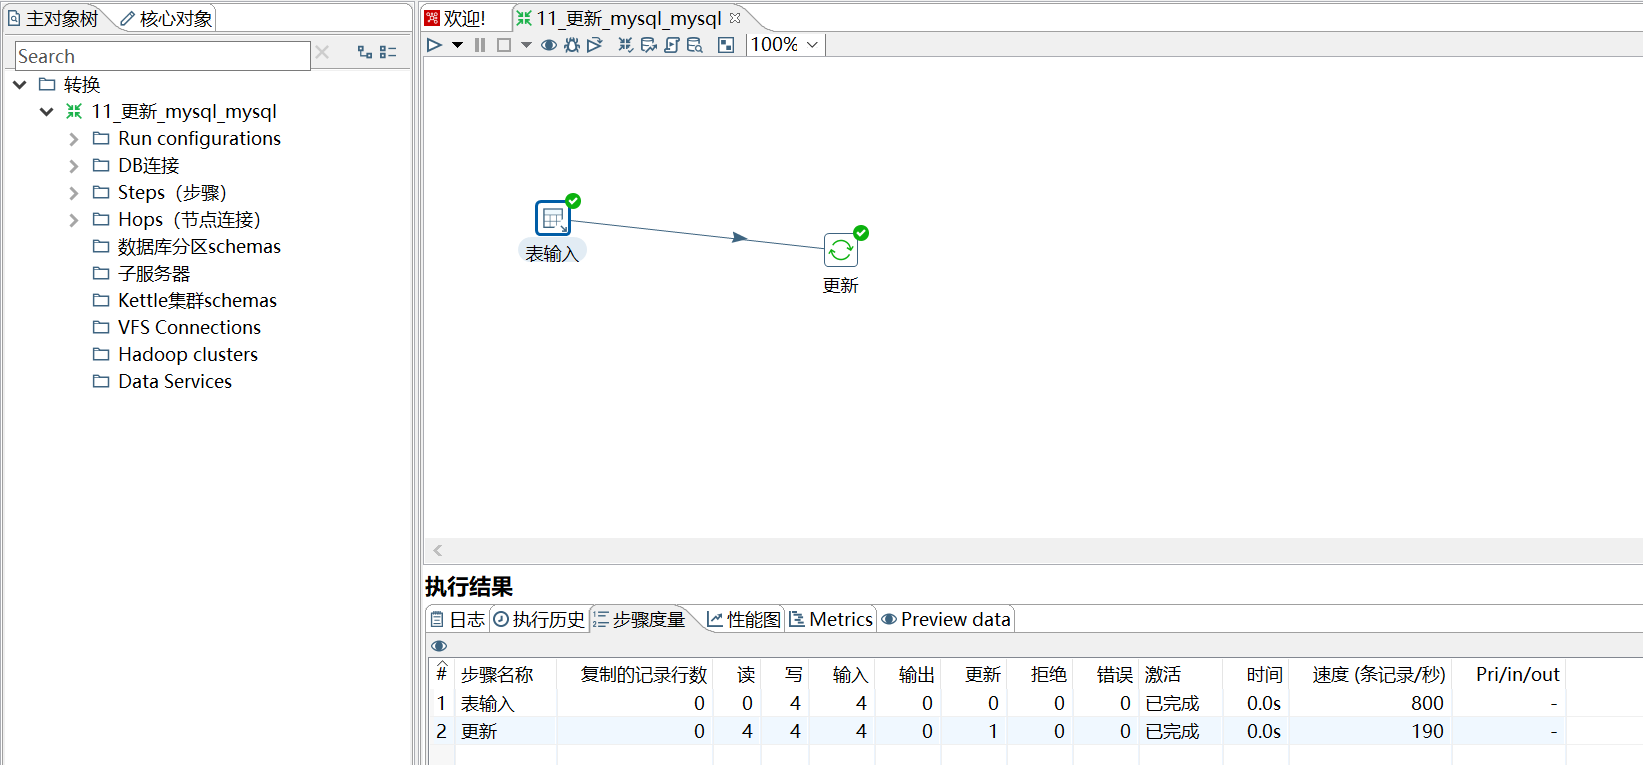 主对象树 核心对象
Search
转换
11_更新_mysql_mysql
Run configurations
DB连接
Steps（步骤）
Hops（节点连接）
数据库分区schemas
子服务器
Kettle集群schemas
VFS Connections
Hadoop clusters
Data Services
欢迎! 11_更新_mysql_mysql
100%
表输入
更新
执行结果
日志 执行历史 步骤度量 性能图 Metrics Preview data
# 步骤名称 复制的记录行数 读 写 输入 输出 更新 拒绝 错误 激活 时间 速度 (条记录/秒) Pri/in/out
1 表输入 0 0 4 4 0 0 0 0 已完成 0.0s 800 -
2 更新 0 4 4 4 0 1 0 0 已完成 0.0s 190 -